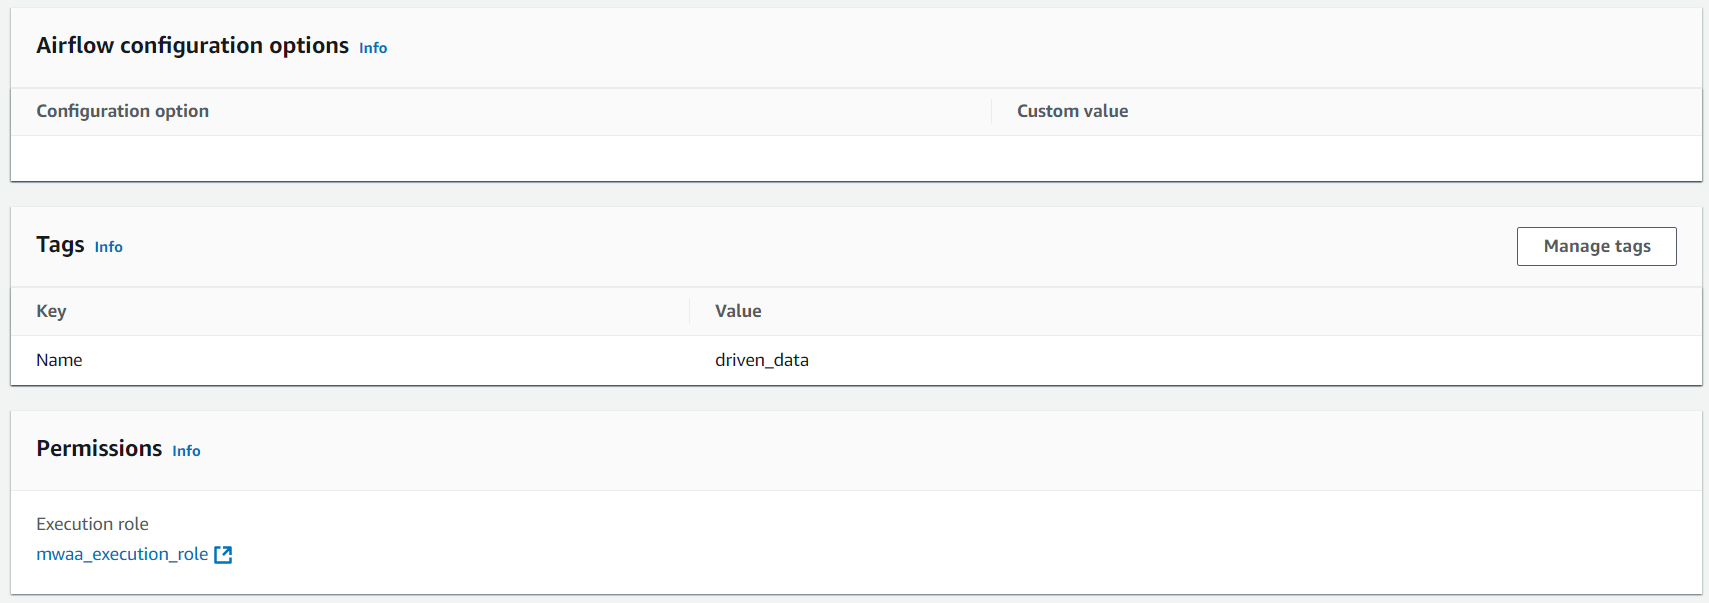 Airflow configuration options Info
Configuration option Custom value
Tags Info Manage tags
Key Value
Name driven_data
Permissions Info
Execution role
mwaa_execution_role